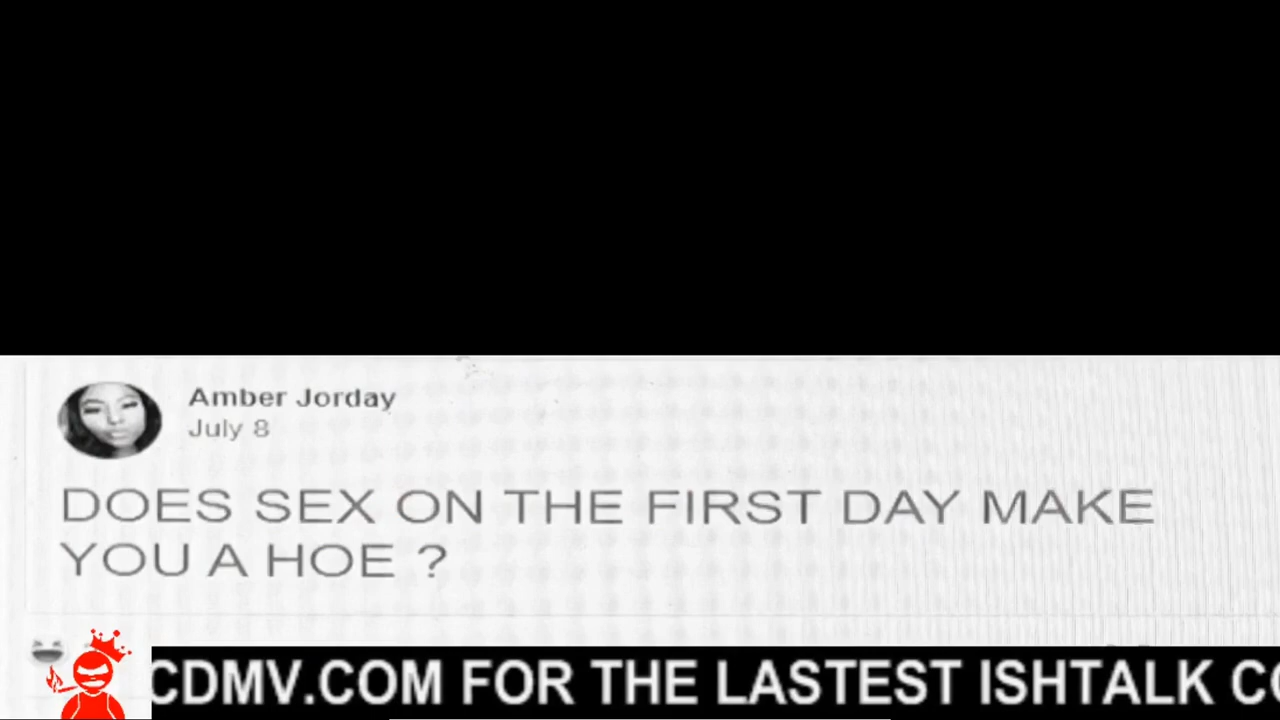 Amber Jorday
July 8
DOES SEX ON THE FIRST DAY MAKE
YOU A HOE ?
CDMV.COM FOR THE LASTEST ISHTALK CO